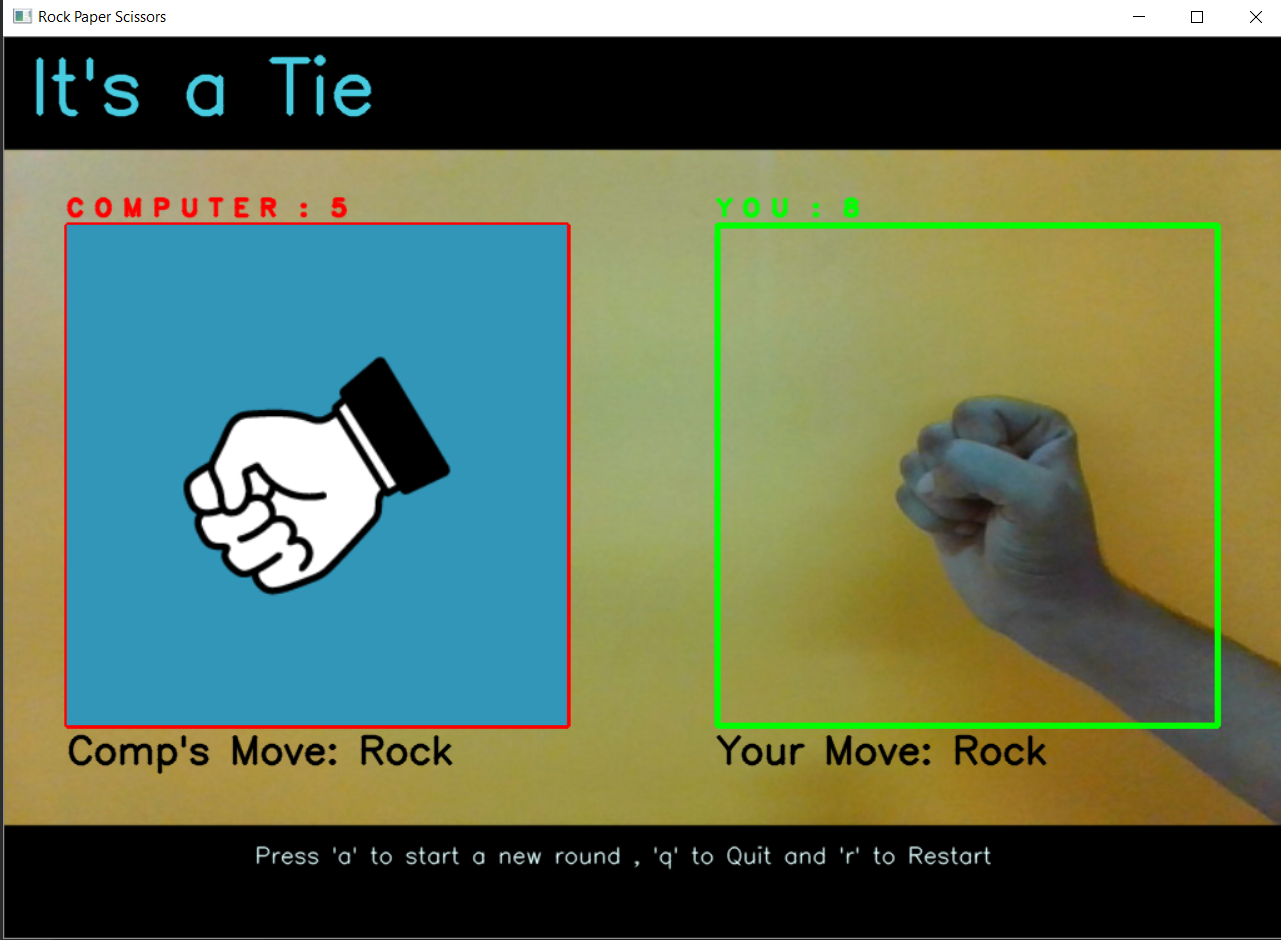 Rock Paper Scissors
It's a Tie
COMPUTER : 5
YOU : 8
Comp's Move: Rock
Your Move: Rock
Press 'a' to start a new round , 'q' to Quit and 'r' to Restart